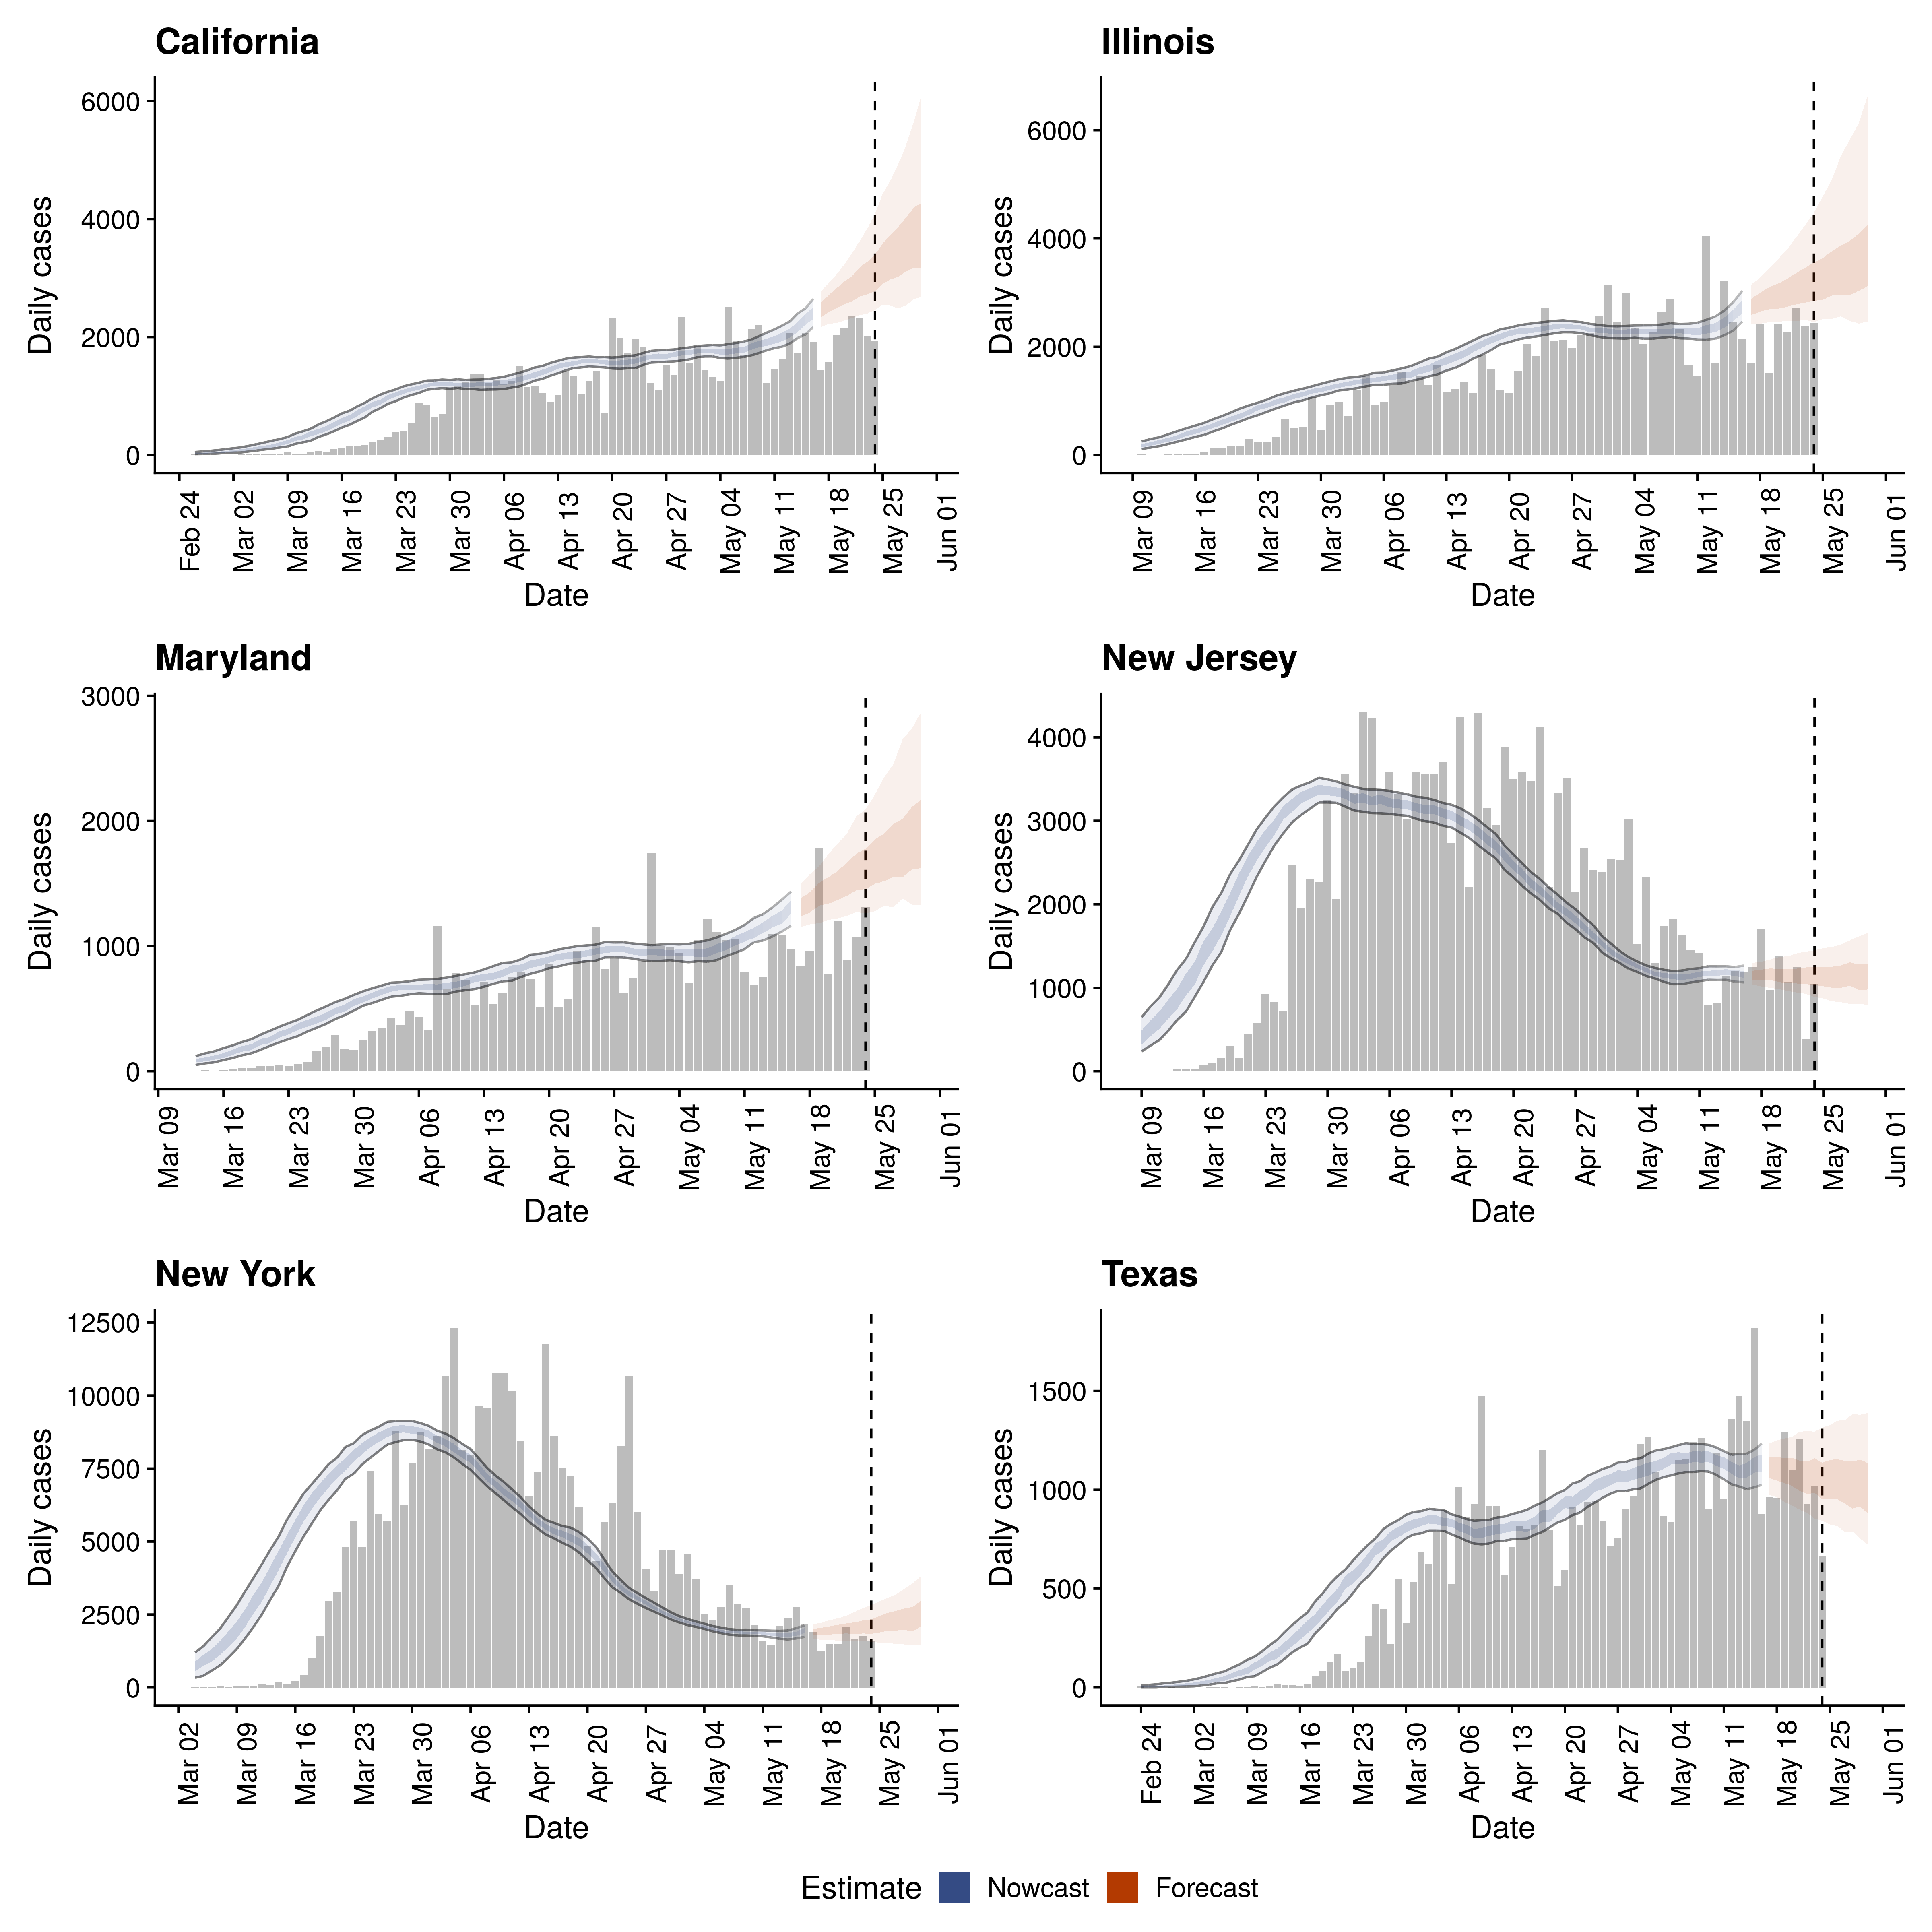 California
Daily cases
6000
4000
2000
0
Feb 24
Mar 02
Mar 09
Mar 16
Mar 23
Mar 30
Apr 06
Apr 13
Apr 20
Apr 27
May 04
May 11
May 18
May 25
Jun 01
Date
Illinois
Daily cases
6000
4000
2000
0
Mar 09
Mar 16
Mar 23
Mar 30
Apr 06
Apr 13
Apr 20
Apr 27
May 04
May 11
May 18
May 25
Jun 01
Date
Maryland
Daily cases
3000
2000
1000
0
Mar 09
Mar 16
Mar 23
Mar 30
Apr 06
Apr 13
Apr 20
Apr 27
May 04
May 11
May 18
May 25
Jun 01
Date
New Jersey
Daily cases
4000
3000
2000
1000
0
Mar 09
Mar 16
Mar 23
Mar 30
Apr 06
Apr 13
Apr 20
Apr 27
May 04
May 11
May 18
May 25
Jun 01
Date
New York
Daily cases
12500
10000
7500
5000
2500
0
Mar 02
Mar 09
Mar 16
Mar 23
Mar 30
Apr 06
Apr 13
Apr 20
Apr 27
May 04
May 11
May 18
May 25
Jun 01
Date
Texas
Daily cases
1500
1000
500
0
Feb 24
Mar 02
Mar 09
Mar 16
Mar 23
Mar 30
Apr 06
Apr 13
Apr 20
Apr 27
May 04
May 11
May 18
May 25
Jun 01
Date
Estimate Nowcast Forecast